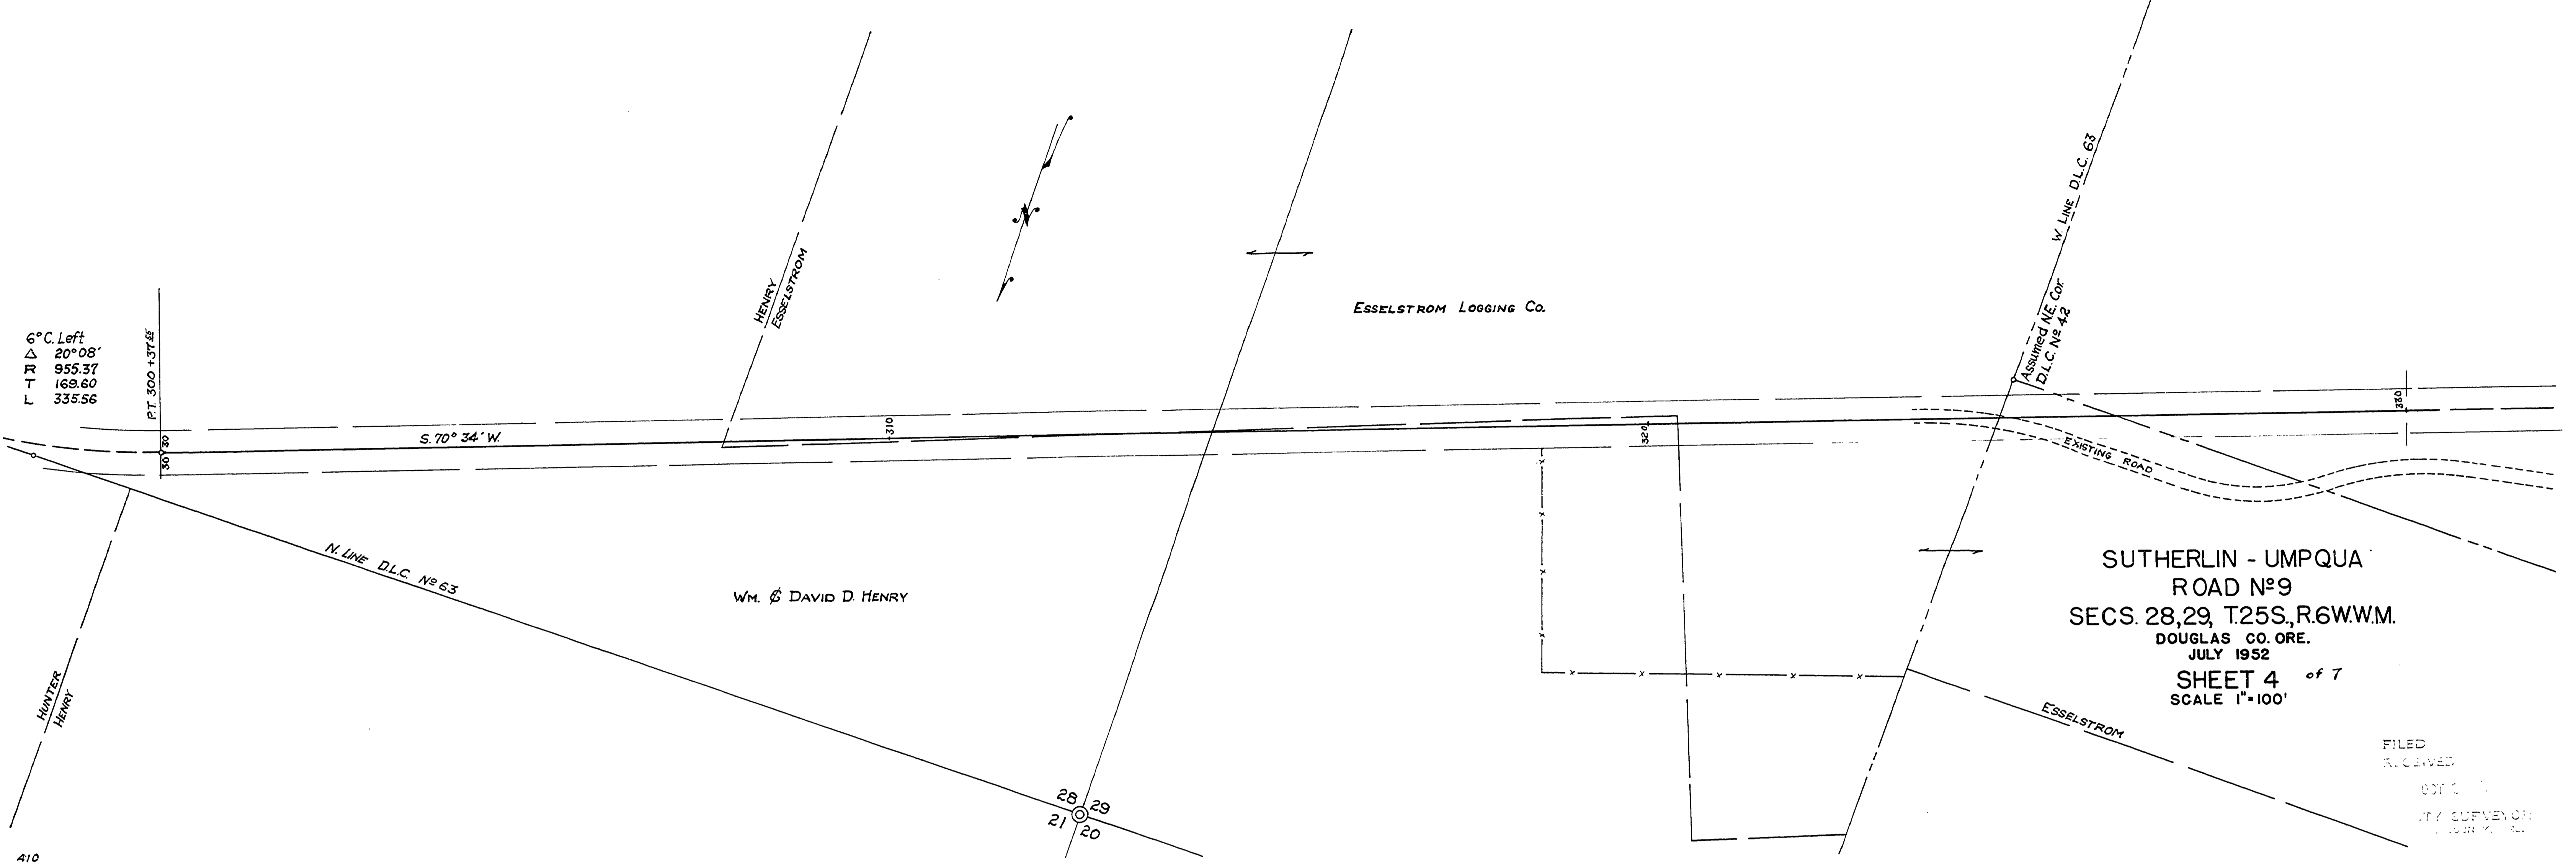 6° C. Left
△ 20° 08'
R 955.37
T 169.60
L 335.56
P.T. 300 + 37.55
30
30
S. 70° 34' W.
HENRY
ESSELSTROM
N
310
ESSELSTROM LOGGING CO.
320
W. LINE D.L.C. 63
Assumed NE. Cor.
D.L.C. Nº 42
330
EXISTING ROAD
N. LINE D.L.C. Nº 63
WM. & DAVID D. HENRY
HUNTER
HENRY
28 29
21 20
ESSELSTROM
SUTHERLIN - UMPQUA
ROAD Nº 9
SECS. 28,29, T.25S., R.6W.W.M.
DOUGLAS CO. ORE.
JULY 1952
SHEET 4 of 7
SCALE 1"=100'
FILED
RECEIVED
SURVEYOR
410